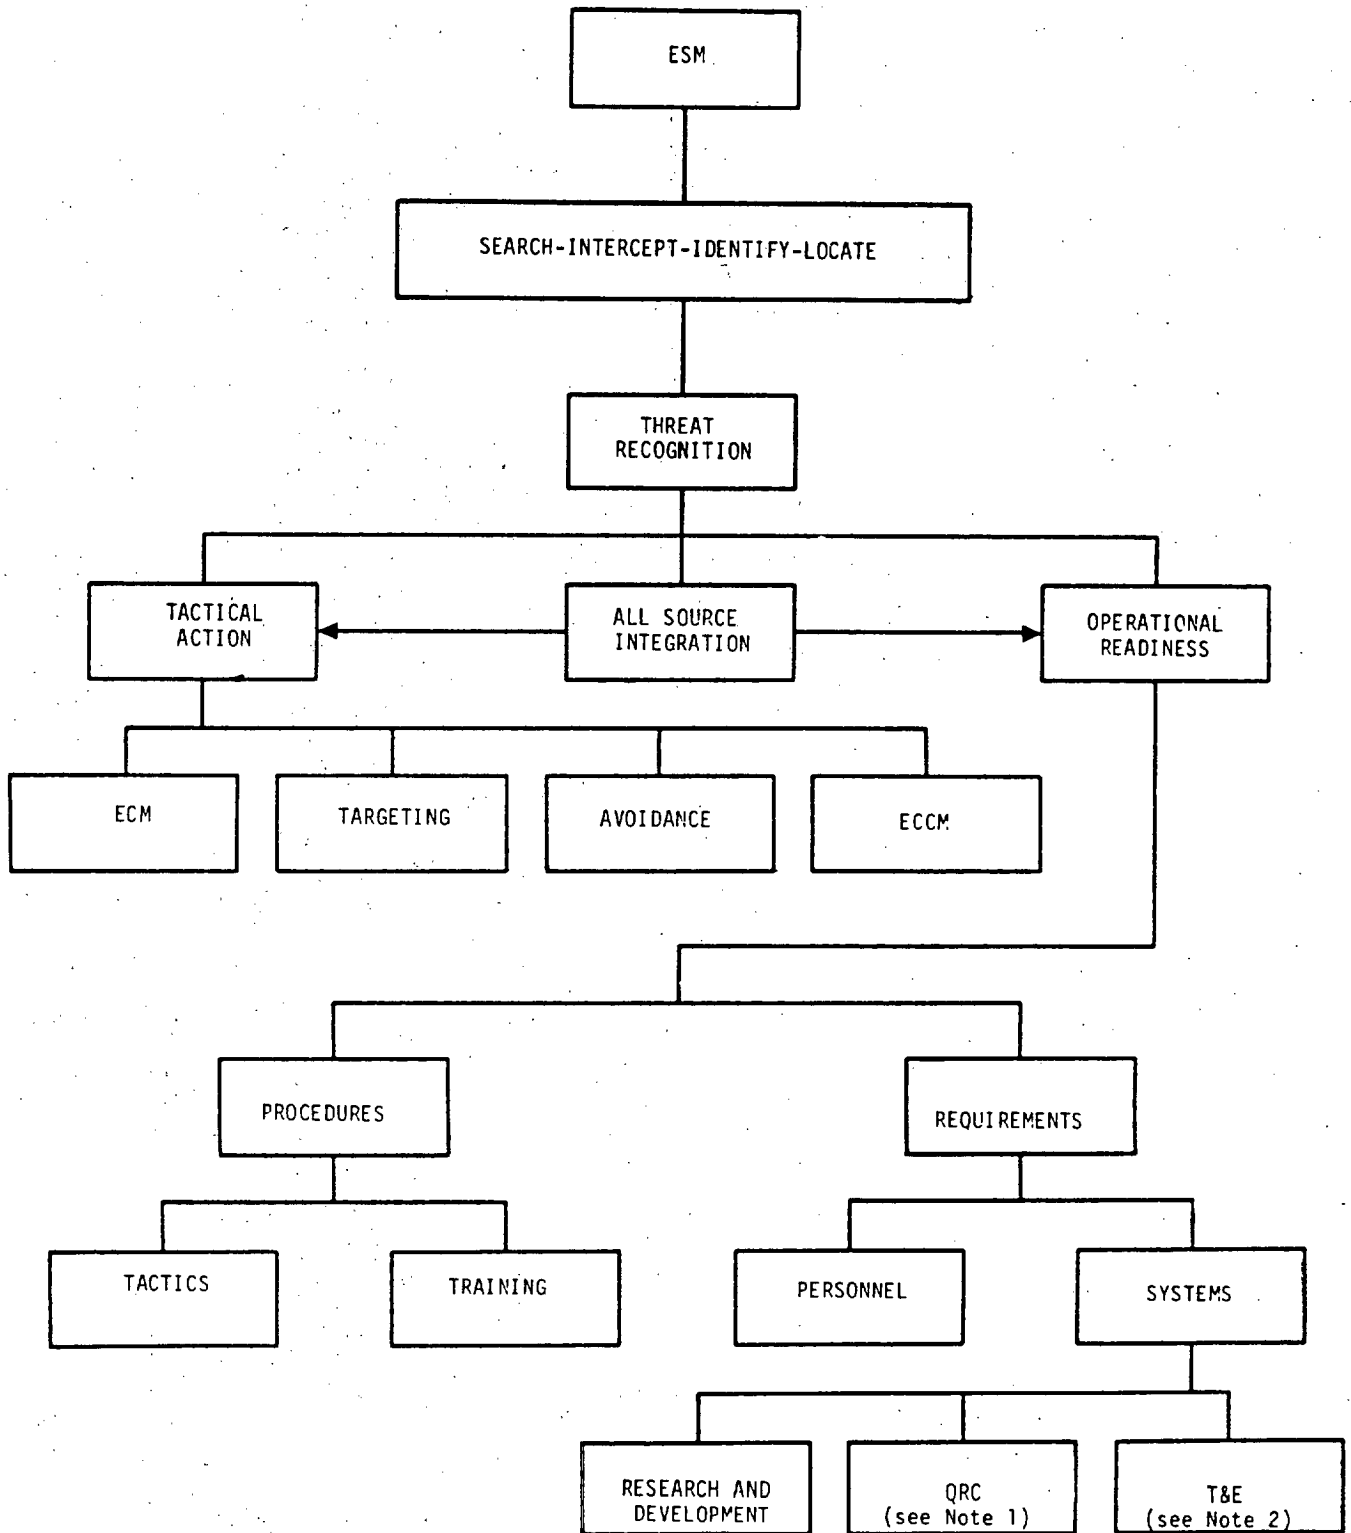 ESM
SEARCH-INTERCEPT-IDENTIFY-LOCATE
THREAT
RECOGNITION
TACTICAL
ACTION
ALL SOURCE
INTEGRATION
OPERATIONAL
READINESS
ECM
TARGETING
AVOIDANCE
ECCM
PROCEDURES
REQUIREMENTS
TACTICS
TRAINING
PERSONNEL
SYSTEMS
RESEARCH AND
DEVELOPMENT
QRC
(see Note 1)
T&E
(see Note 2)